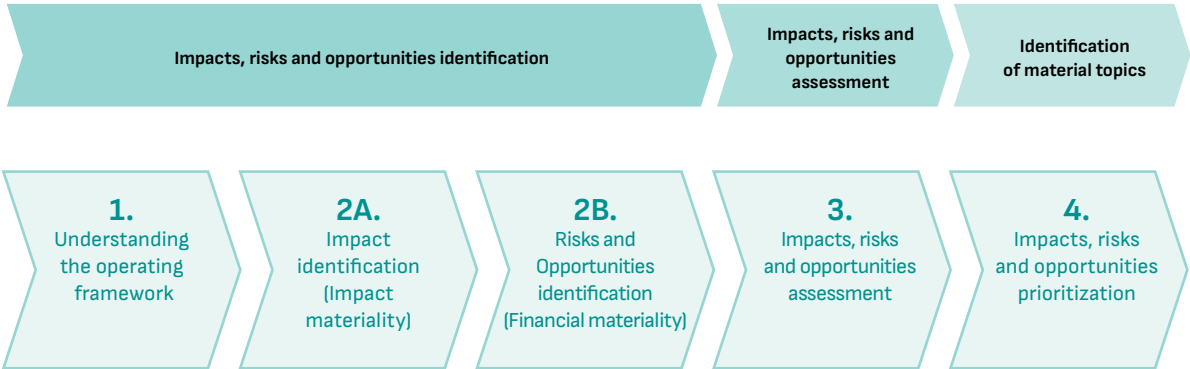 Impacts, risks and opportunities identification
Impacts, risks and
opportunities
assessment
Identification
of material topics
1.
Understanding
the operating
framework
2A.
Impact
identification
(Impact
materiality)
2B.
Risks and
Opportunities
identification
(Financial materiality)
3.
Impacts, risks
and opportunities
assessment
4.
Impacts, risks
and opportunities
prioritization